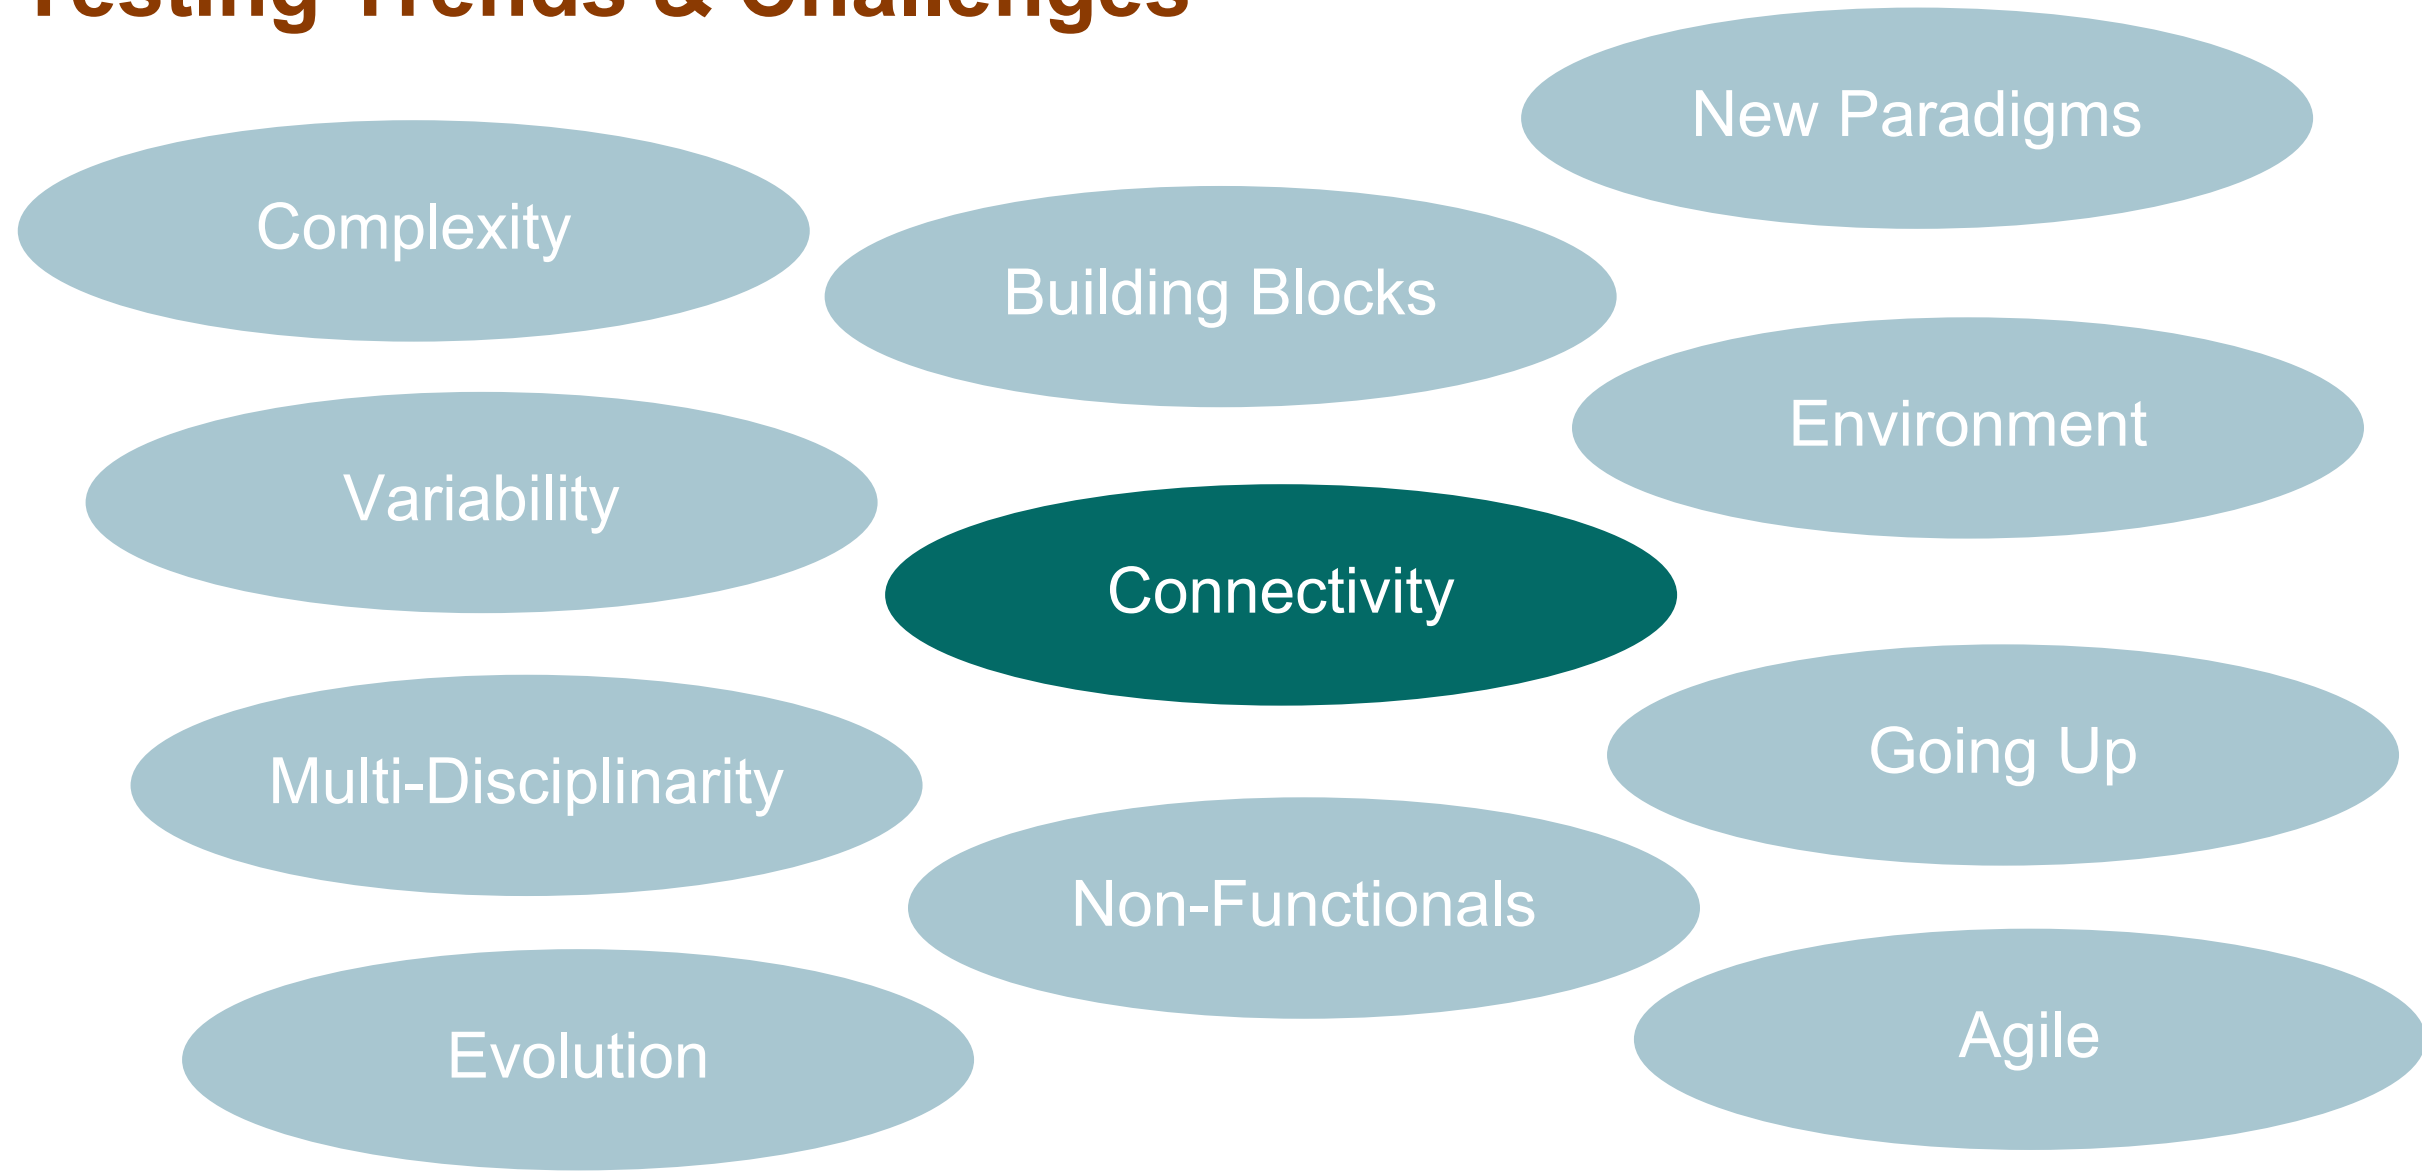 Testing Trends & Challenges
New Paradigms
Complexity
Building Blocks
Environment
Variability
Connectivity
Going Up
Multi-Disciplinarity
Non-Functionals
Agile
Evolution